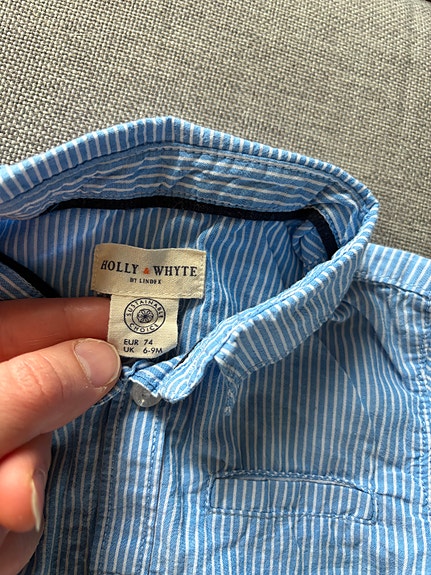 HOLLY & WHYTE
BY LINDEX
SUSTAINABLE
CHOICE
EUR 74
UK 6-9M